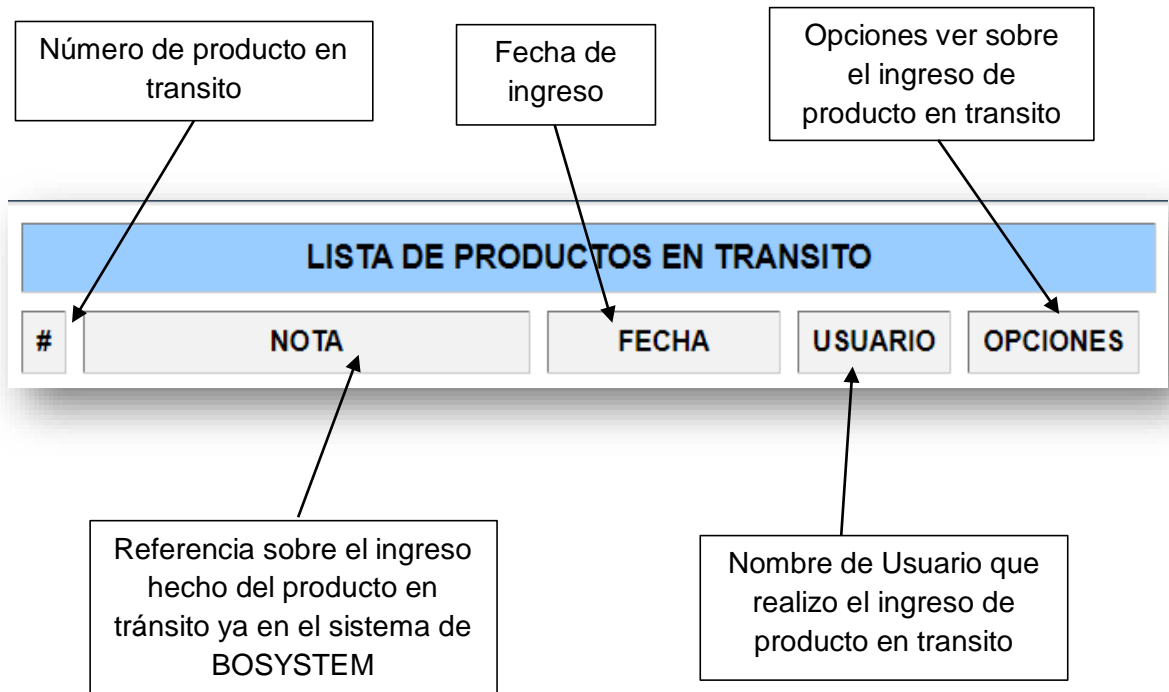 Número de producto en
transito
Fecha de
ingreso
Opciones ver sobre
el ingreso de
producto en transito
LISTA DE PRODUCTOS EN TRANSITO
#
NOTA
FECHA
USUARIO
OPCIONES
Referencia sobre el ingreso
hecho del producto en
tránsito ya en el sistema de
BOSYSTEM
Nombre de Usuario que
realizo el ingreso de
producto en transito